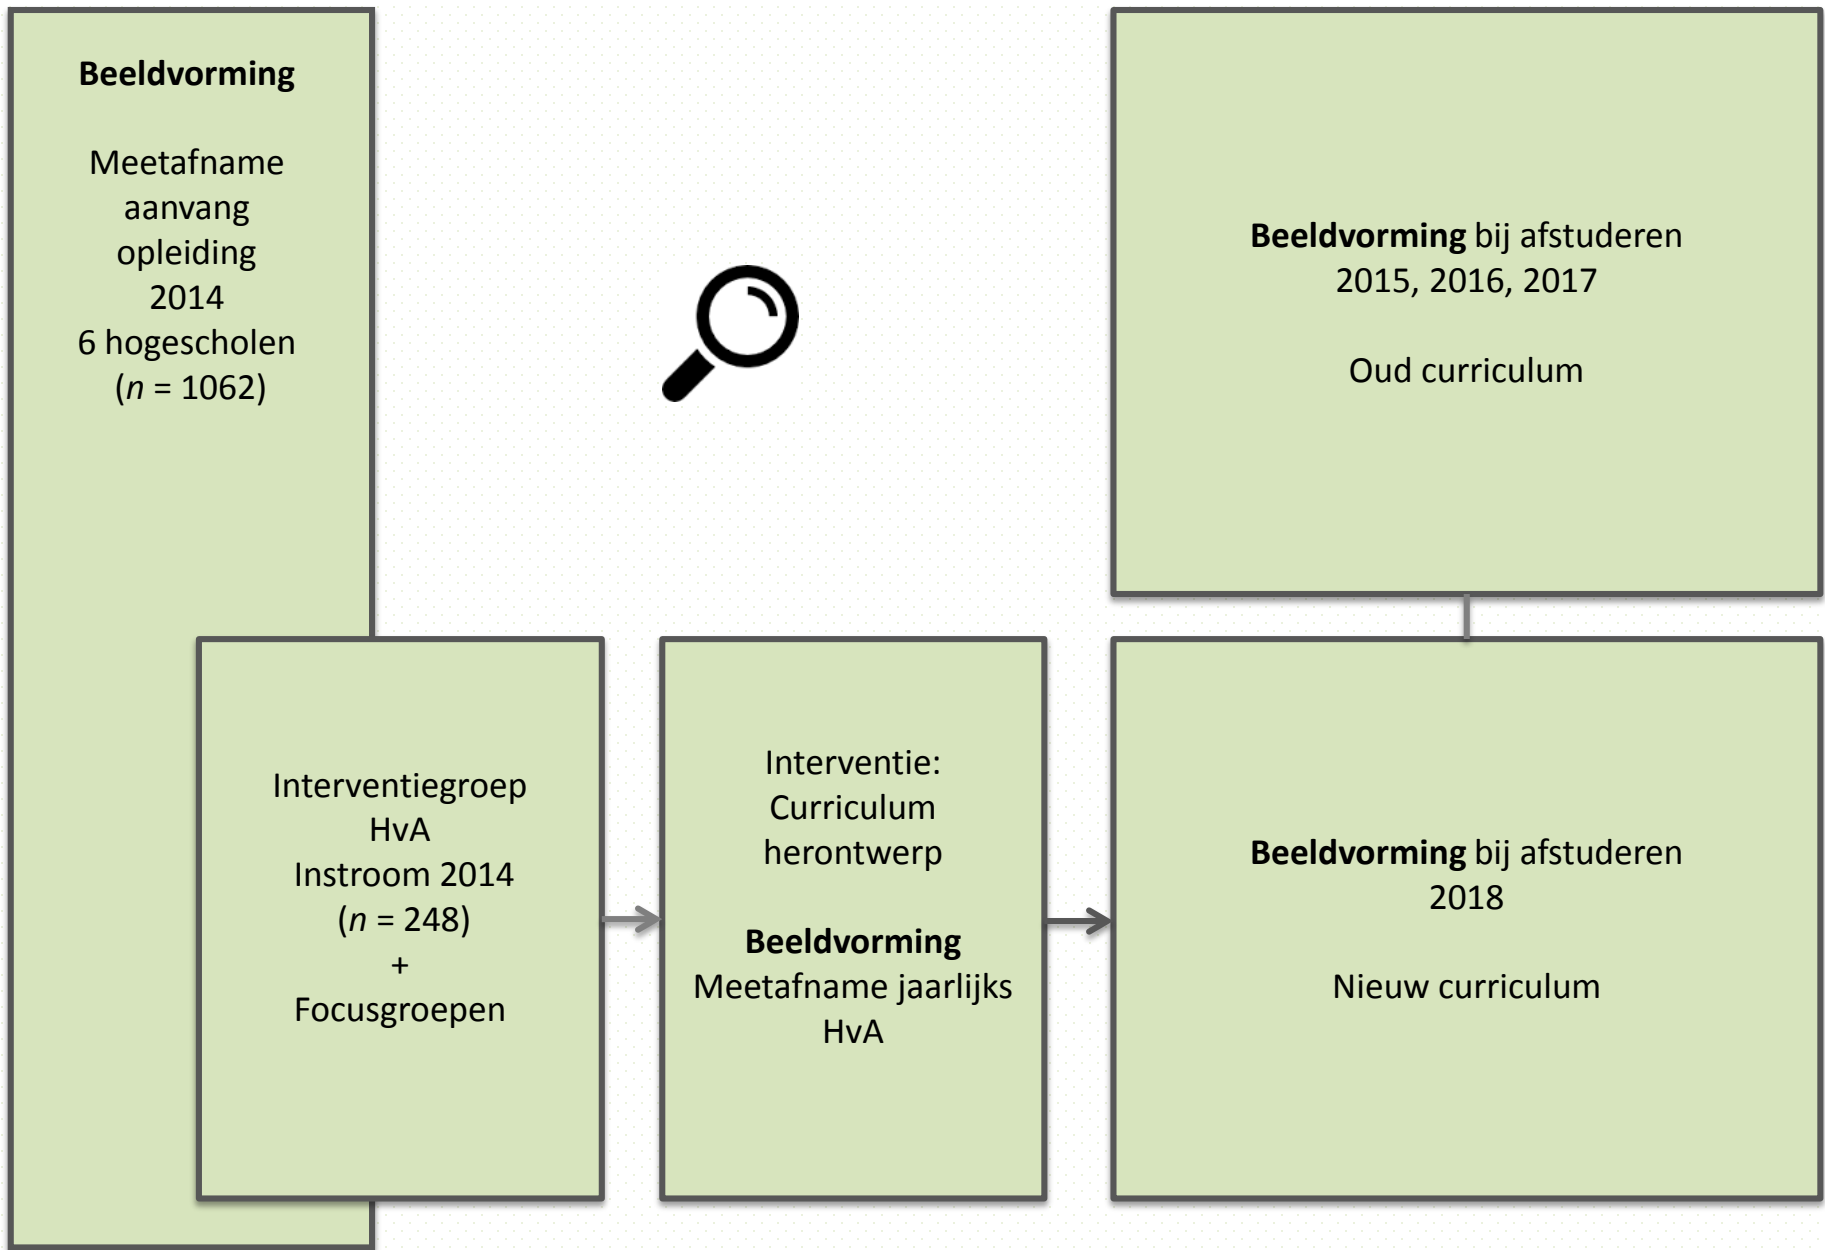 Beeldvorming
Meetafname
aanvang
opleiding
2014
6 hogescholen
(n = 1062)
Beeldvorming bij afstuderen
2015, 2016, 2017
Oud curriculum
Interventiegroep
HvA
Instroom 2014
(n = 248)
+
Focusgroepen
Interventie:
Curriculum
herontwerp
Beeldvorming
Meetafname jaarlijks
HvA
Beeldvorming bij afstuderen
2018
Nieuw curriculum